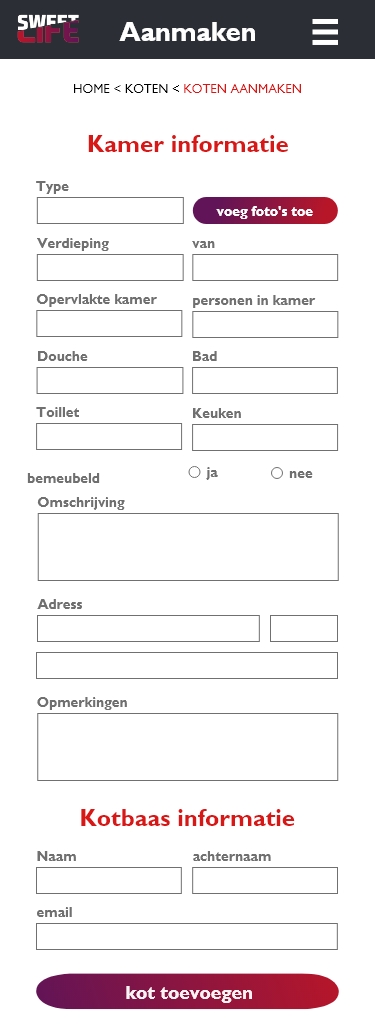 SWEET
LIFE
Aanmaken
HOME < KOTEN < KOTEN AANMAKEN
Kamer informatie
Type
voeg foto's toe
Verdieping van
Opervlakte kamer personen in kamer
Douche Bad
Toillet Keuken
bemeubeld ja nee
Omschrijving
Adress
Opmerkingen
Kotbaas informatie
Naam achternaam
email
kot toevoegen